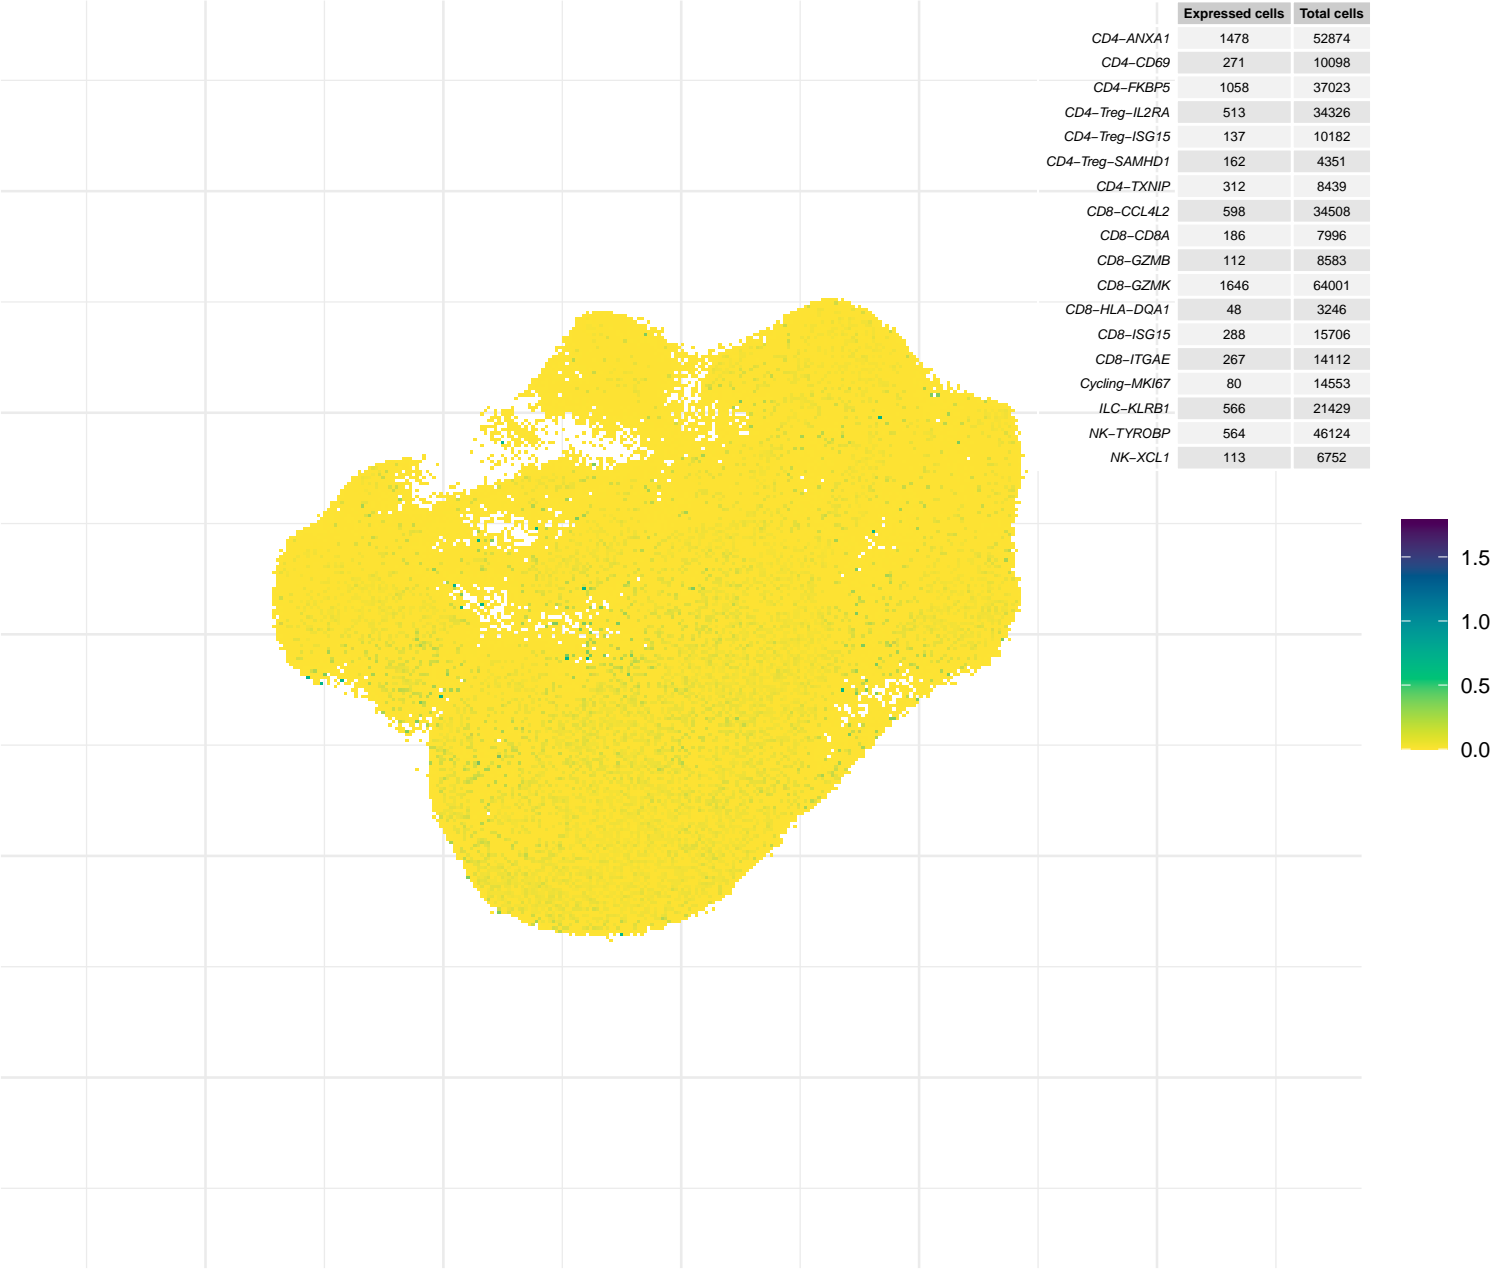 Expressed cells Total cells
CD4−ANXA1 1478 52874
CD4−CD69 271 10098
CD4−FKBP5 1058 37023
CD4−Treg−IL2RA 513 34326
CD4−Treg−ISG15 137 10182
CD4−Treg−SAMHD1 162 4351
CD4−TXNIP 312 8439
CD8−CCL4L2 598 34508
CD8−CD8A 186 7996
CD8−GZMB 112 8583
CD8−GZMK 1646 64001
CD8−HLA−DQA1 48 3246
CD8−ISG15 288 15706
CD8−ITGAE 267 14112
Cycling−MKI67 80 14553
ILC−KLRB1 566 21429
NK−TYROBP 564 46124
NK−XCL1 113 6752
1.5
1.0
0.5
0.0